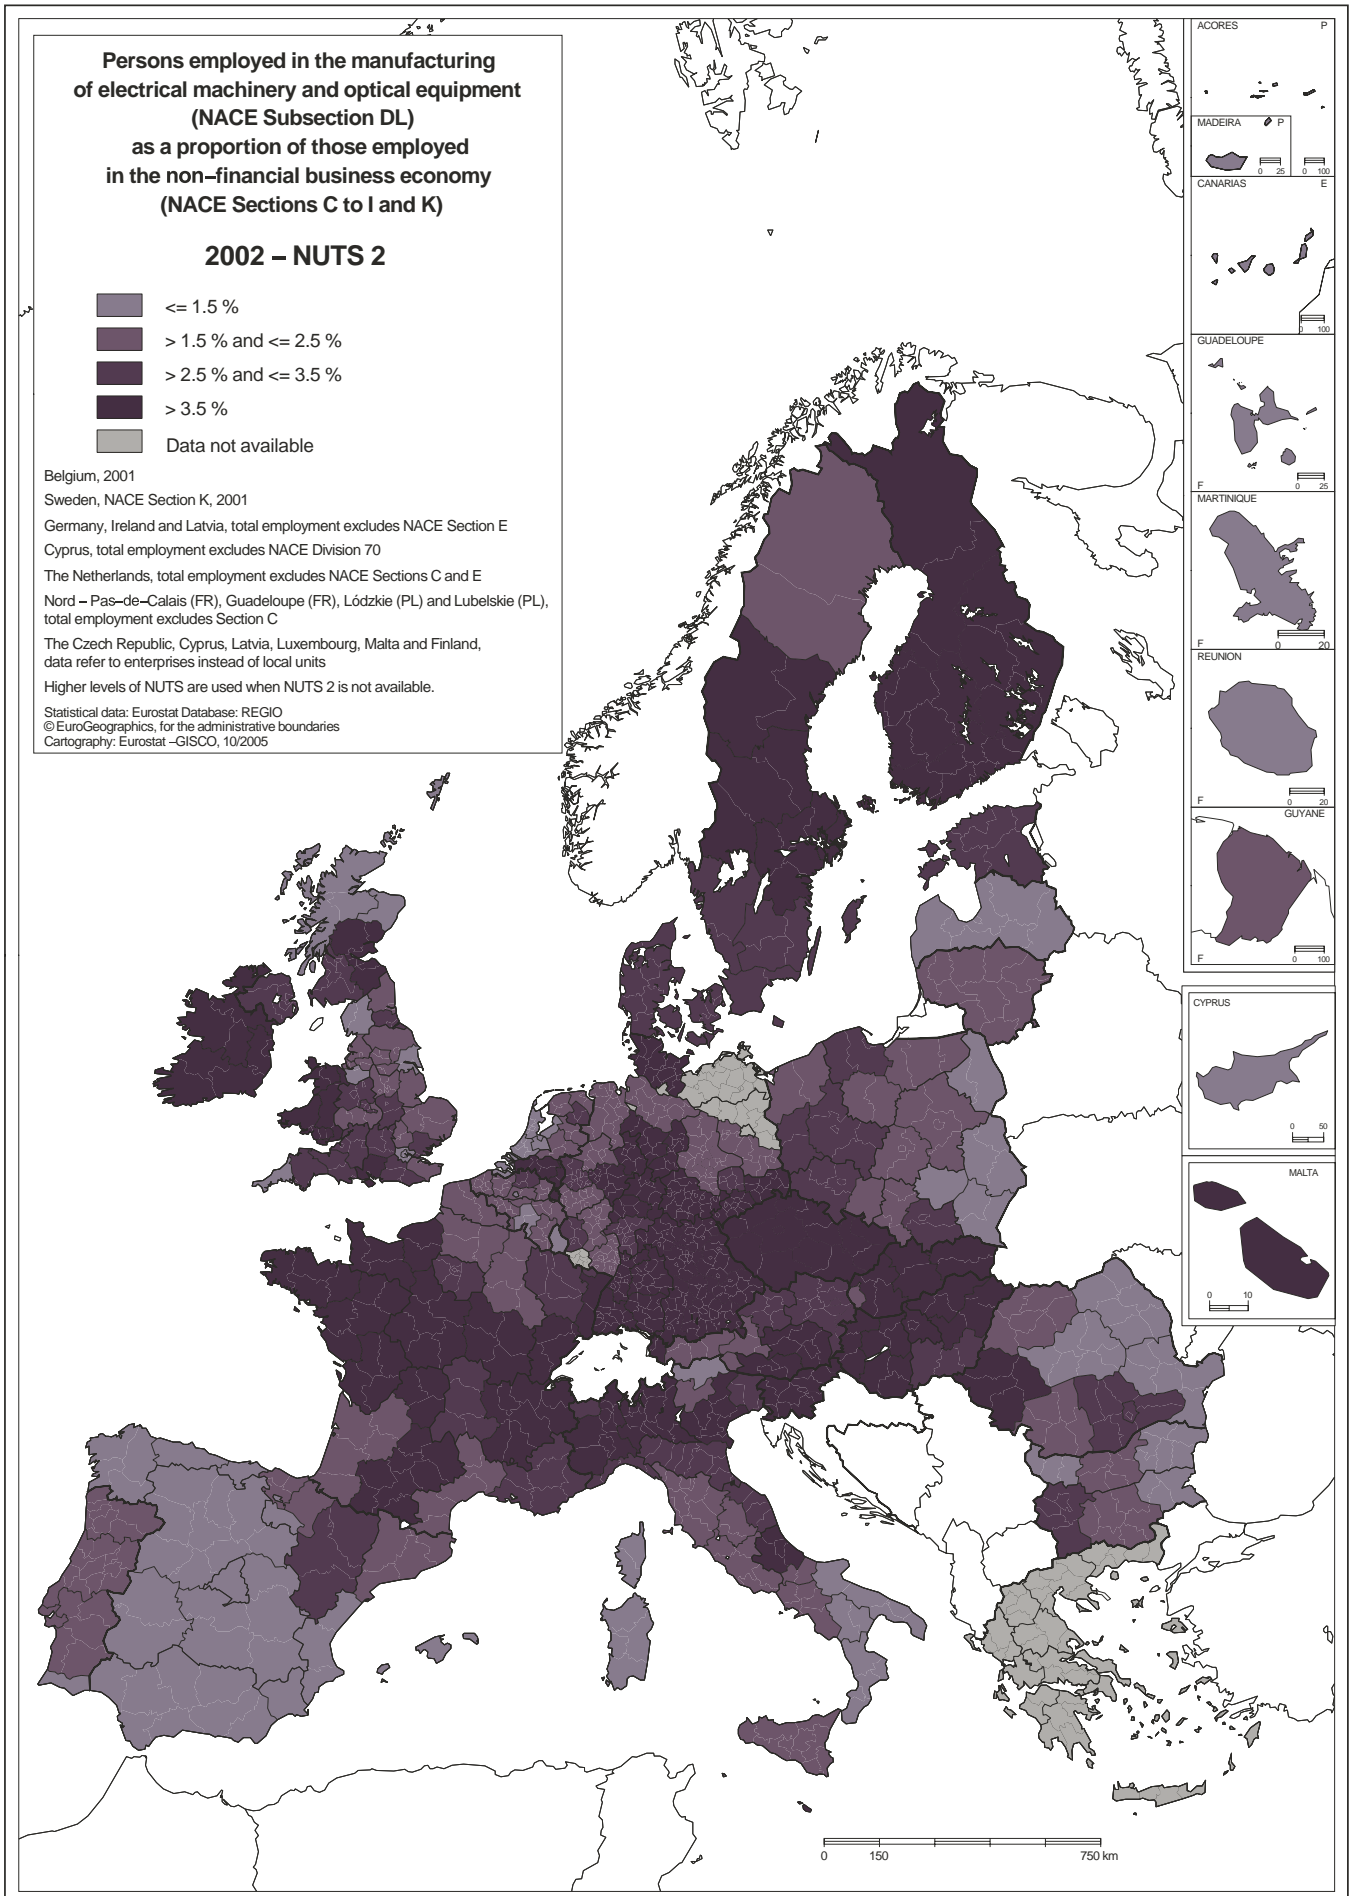 Persons employed in the manufacturing
of electrical machinery and optical equipment
(NACE Subsection DL)
as a proportion of those employed
in the non–financial business economy
(NACE Sections C to I and K)
2002 – NUTS 2
<= 1.5 %
> 1.5 % and <= 2.5 %
> 2.5 % and <= 3.5 %
> 3.5 %
Data not available
Belgium, 2001
Sweden, NACE Section K, 2001
Germany, Ireland and Latvia, total employment excludes NACE Section E
Cyprus, total employment excludes NACE Division 70
The Netherlands, total employment excludes NACE Sections C and E
Nord – Pas–de–Calais (FR), Guadeloupe (FR), Lódzkie (PL) and Lubelskie (PL),
total employment excludes Section C
The Czech Republic, Cyprus, Latvia, Luxembourg, Malta and Finland,
data refer to enterprises instead of local units
Higher levels of NUTS are used when NUTS 2 is not available.
Statistical data: Eurostat Database: REGIO
© EuroGeographics, for the administrative boundaries
Cartography: Eurostat –GISCO, 10/2005
ACORES P
MADEIRA P
0 25 0 100
CANARIAS E
0 100
GUADELOUPE
F 0 25
MARTINIQUE
F 0 20
REUNION
F 0 20
GUYANE
F 0 100
CYPRUS
0 50
MALTA
0 10
0 150 750 km